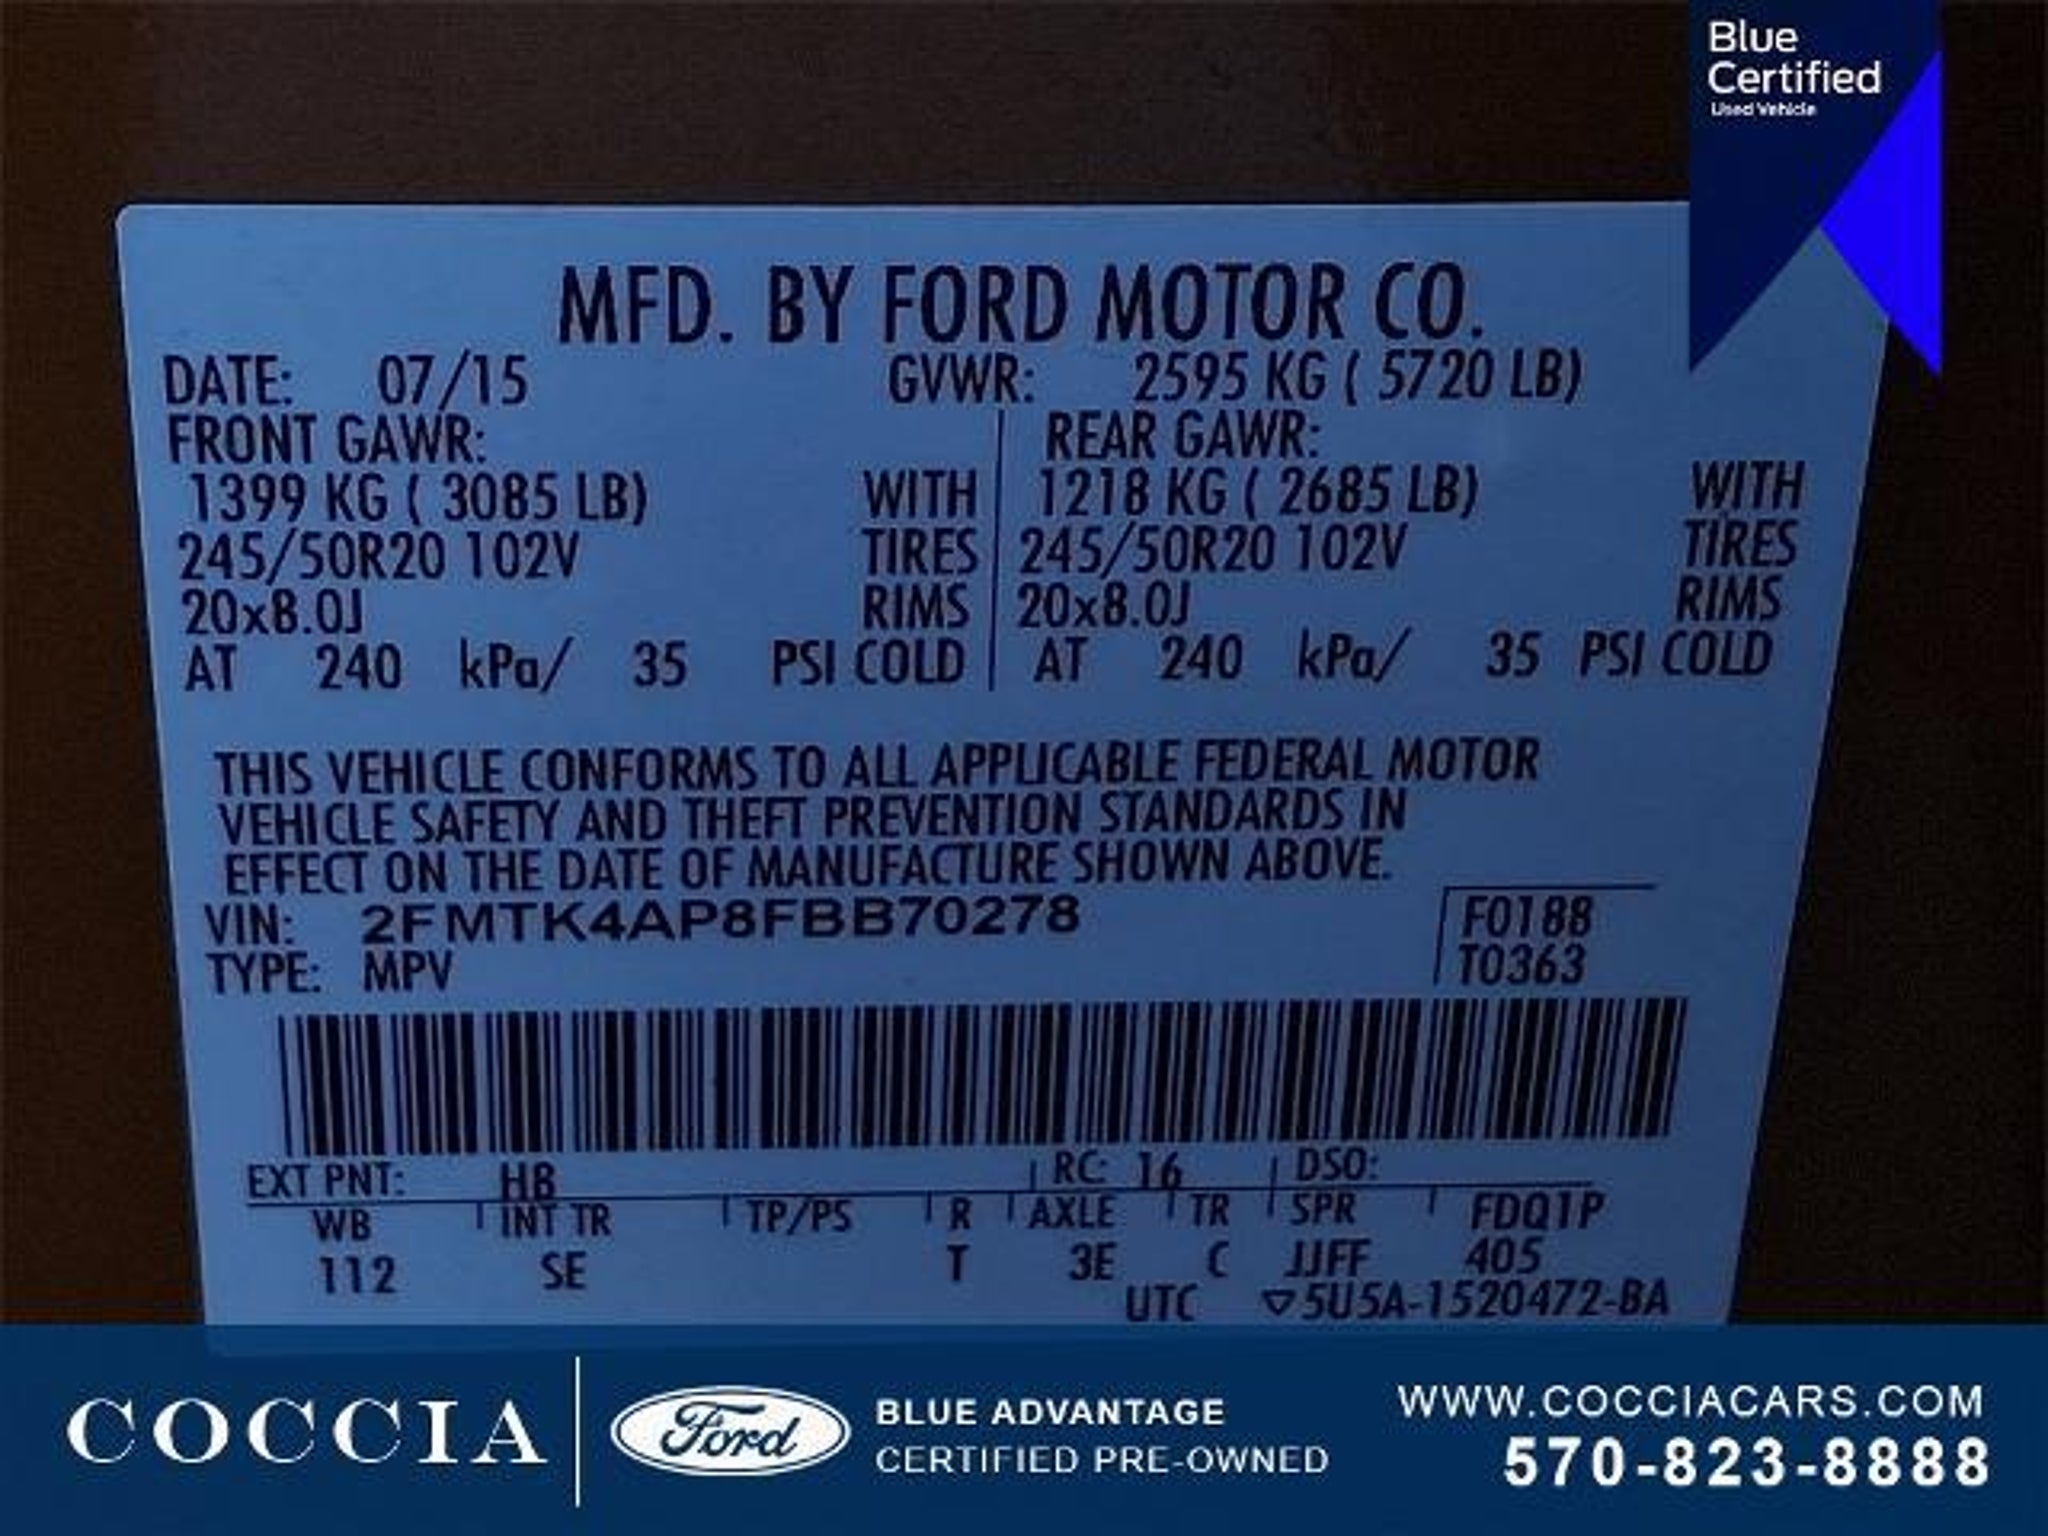 Blue
Certified
Used Vehicle
MFD. BY FORD MOTOR CO.
DATE: 07/15 GVWR: 2595 KG ( 5720 LB)
FRONT GAWR: REAR GAWR:
1399 KG ( 3085 LB) WITH 1218 KG ( 2685 LB) WITH
245/50R20 102V TIRES 245/50R20 102V TIRES
20x8.0J RIMS 20x8.0J RIMS
AT 240 kPa/ 35 PSI COLD AT 240 kPa/ 35 PSI COLD
THIS VEHICLE CONFORMS TO ALL APPLICABLE FEDERAL MOTOR
VEHICLE SAFETY AND THEFT PREVENTION STANDARDS IN
EFFECT ON THE DATE OF MANUFACTURE SHOWN ABOVE.
VIN: 2FMTK4AP8FBB70278 F0188
TYPE: MPV T0363
EXT PNT: HB RC: 16 DSO:
WB INT TR TP/PS R AXLE TR SPR FDQ1P
112 SE T 3E C JJFF 405
UTC ▽5U5A-1520472-BA
COCCIA Ford BLUE ADVANTAGE WWW.COCCIACARS.COM
CERTIFIED PRE-OWNED 570-823-8888